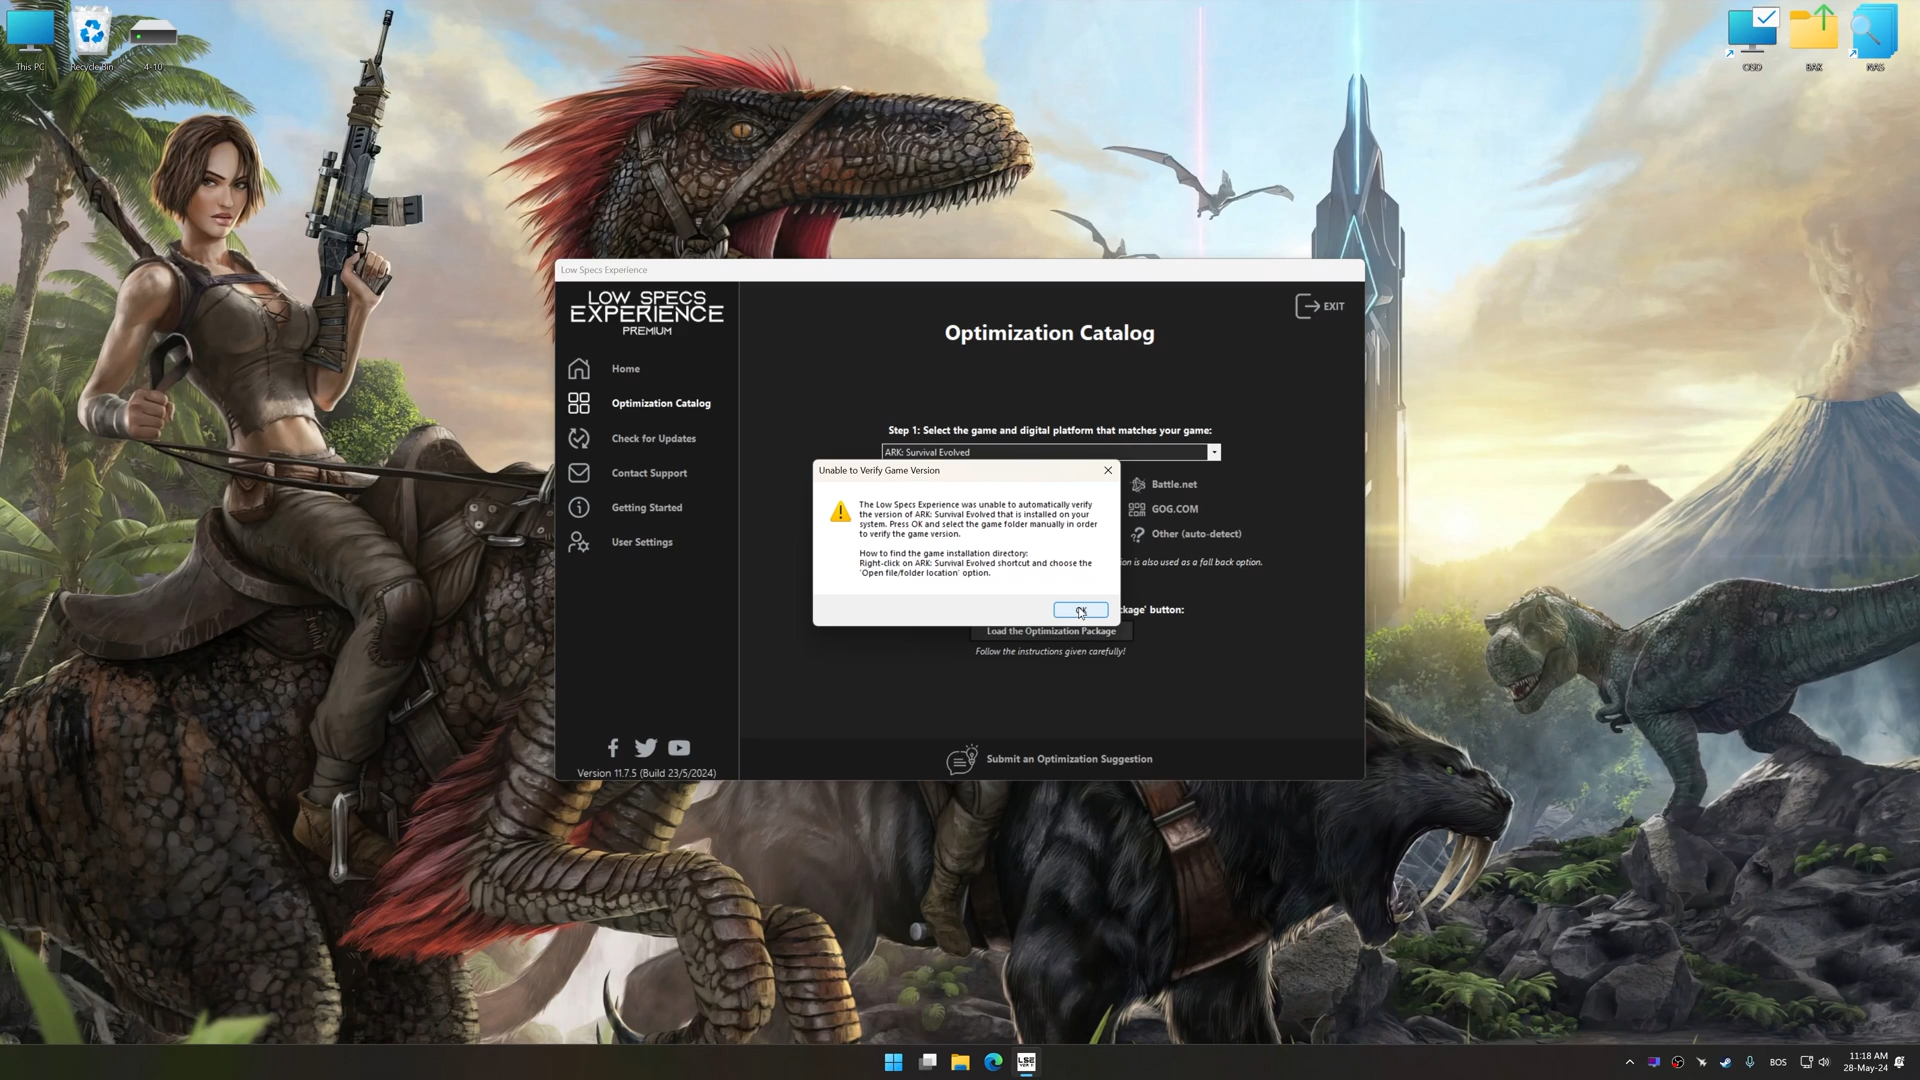 This PC
Recycle Bin
4-10
OSD
BAK
NAS
Low Specs Experience
LOW SPECS
EXPERIENCE
PREMIUM
Home
Optimization Catalog
Check for Updates
Contact Support
Getting Started
User Settings
Version 11.7.5 (Build 23/5/2024)
EXIT
Optimization Catalog
Step 1: Select the game and digital platform that matches your game:
ARK: Survival Evolved
Battle.net
GOG.COM
Other (auto-detect)
ion is also used as a fall back option.
kage' button:
Load the Optimization Package
Follow the instructions given carefully!
Submit an Optimization Suggestion
Unable to Verify Game Version
The Low Specs Experience was unable to automatically verify
the version of ARK: Survival Evolved that is installed on your
system. Press OK and select the game folder manually in order
to verify the game version.
How to find the game installation directory:
Right-click on ARK: Survival Evolved shortcut and choose the
'Open file/folder location' option.
OK
LSE
BOS
11:18 AM
28-May-24